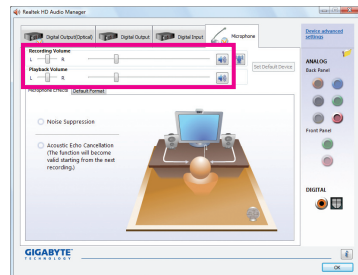 Realtek HD Audio Manager
Digital Output(Optical)
Digital Output
Digital Input
Microphone
Device advanced
settings
Recording Volume
L
R
Set Default Device
Playback Volume
L
R
Microphone Effects
Default Format
Noise Suppression
Acoustic Echo Cancellation
(The function will become
valid starting from the next
recording.)
ANALOG
Back Panel
Front Panel
DIGITAL
GIGABYTE
TECHNOLOGY
i
OK